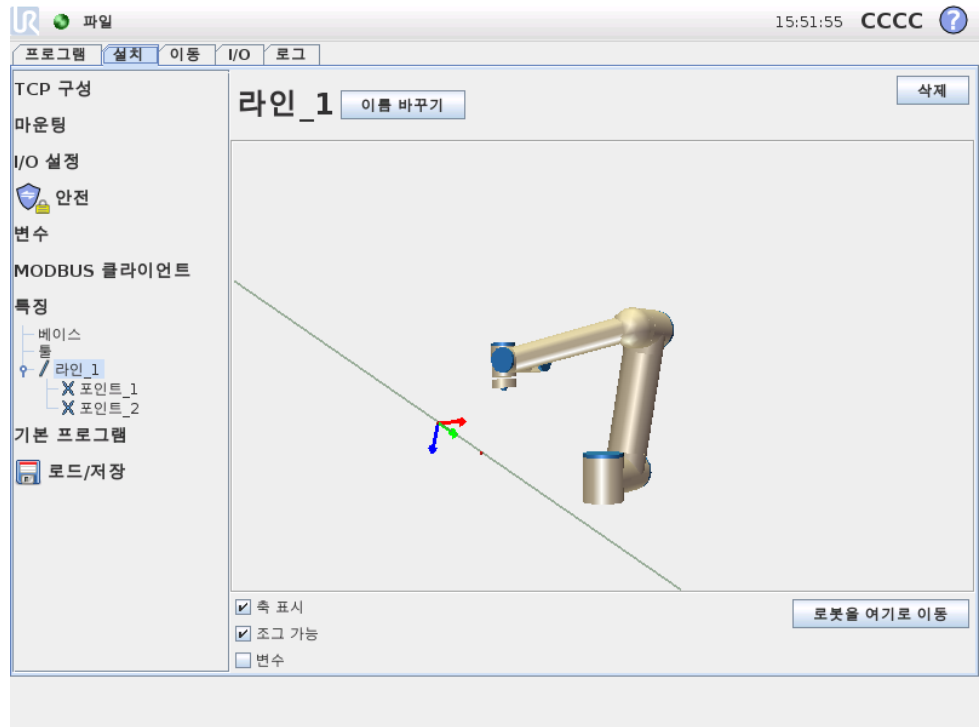 UR 파일 15:51:55 CCCC ?
프로그램 설치 이동 I/O 로그
TCP 구성
마운팅
I/O 설정
안전
변수
MODBUS 클라이언트
특징
베이스
툴
라인_1
포인트_1
포인트_2
기본 프로그램
로드/저장
라인_1 이름 바꾸기 삭제
축 표시
조그 가능
변수
로봇을 여기로 이동